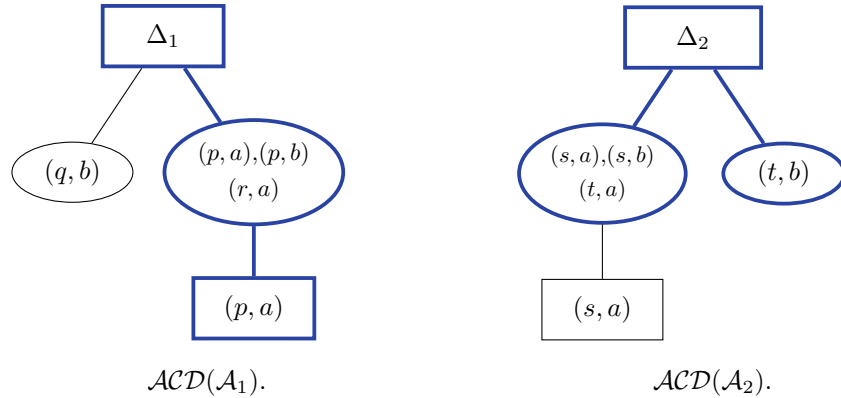 Δ₁
(q, b)
(p, a),(p, b)
(r, a)
(p, a)
𝒜𝒞𝒟(𝒜₁).
Δ₂
(s, a),(s, b)
(t, a)
(t, b)
(s, a)
𝒜𝒞𝒟(𝒜₂).